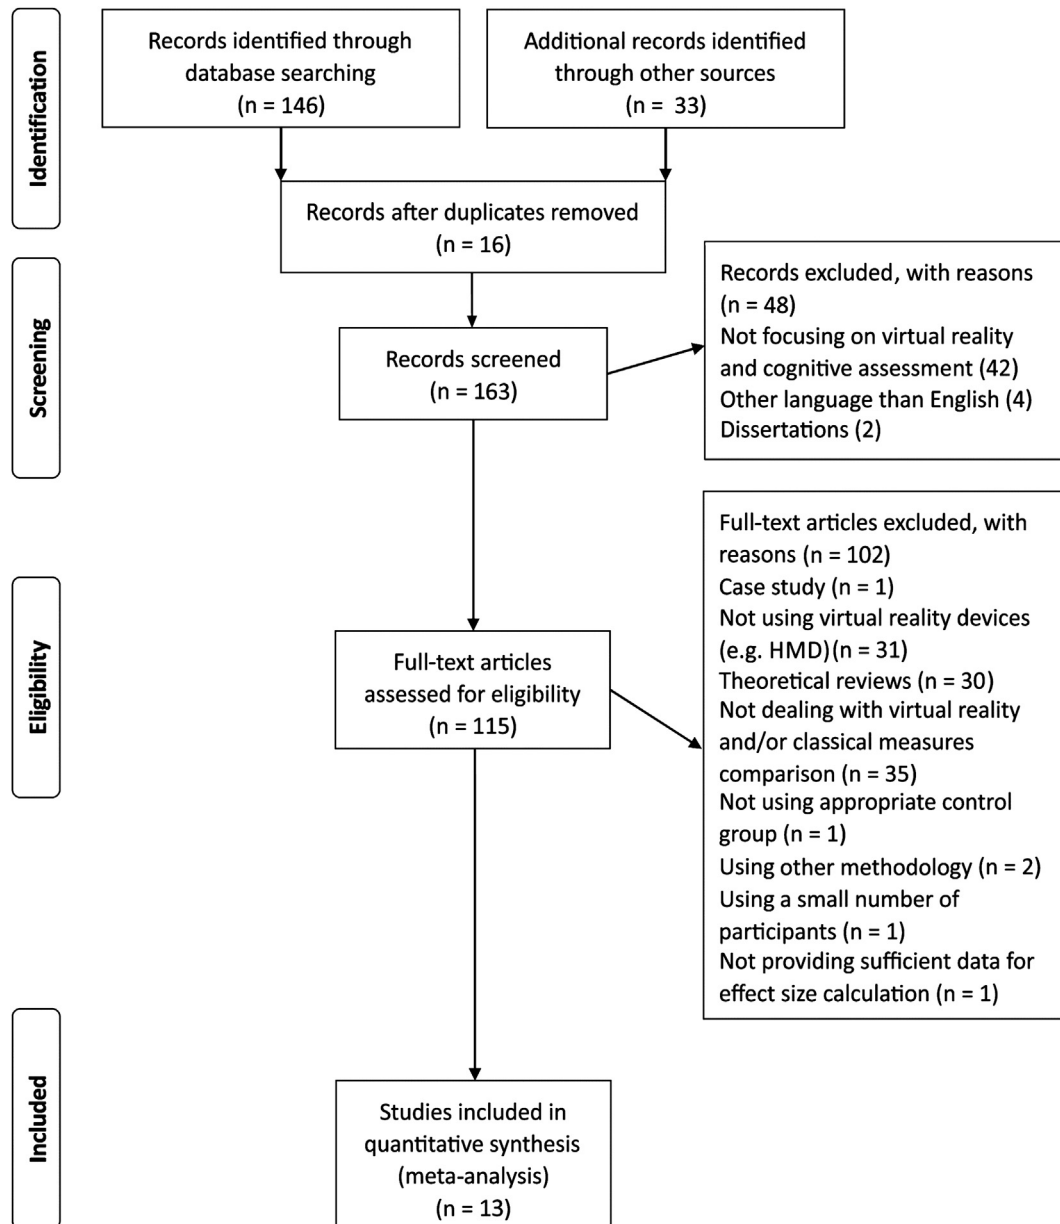 Identification
Records identified through
database searching
(n = 146)
Additional records identified
through other sources
(n = 33)
Records after duplicates removed
(n = 16)
Screening
Records screened
(n = 163)
Records excluded, with reasons
(n = 48)
Not focusing on virtual reality
and cognitive assessment (42)
Other language than English (4)
Dissertations (2)
Eligibility
Full-text articles
assessed for eligibility
(n = 115)
Full-text articles excluded, with
reasons (n = 102)
Case study (n = 1)
Not using virtual reality devices
(e.g. HMD) (n = 31)
Theoretical reviews (n = 30)
Not dealing with virtual reality
and/or classical measures
comparison (n = 35)
Not using appropriate control
group (n = 1)
Using other methodology (n = 2)
Using a small number of
participants (n = 1)
Not providing sufficient data for
effect size calculation (n = 1)
Included
Studies included in
quantitative synthesis
(meta-analysis)
(n = 13)